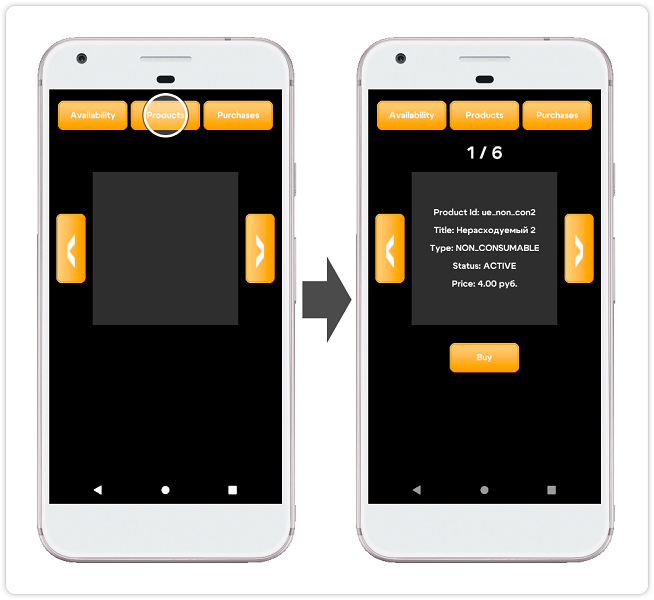 Availability
Products
Purchases
Availability
Products
Purchases
1 / 6
Product Id: ue_non_con2
Title: Нерасходуемый 2
Type: NON_CONSUMABLE
Status: ACTIVE
Price: 4.00 руб.
Buy